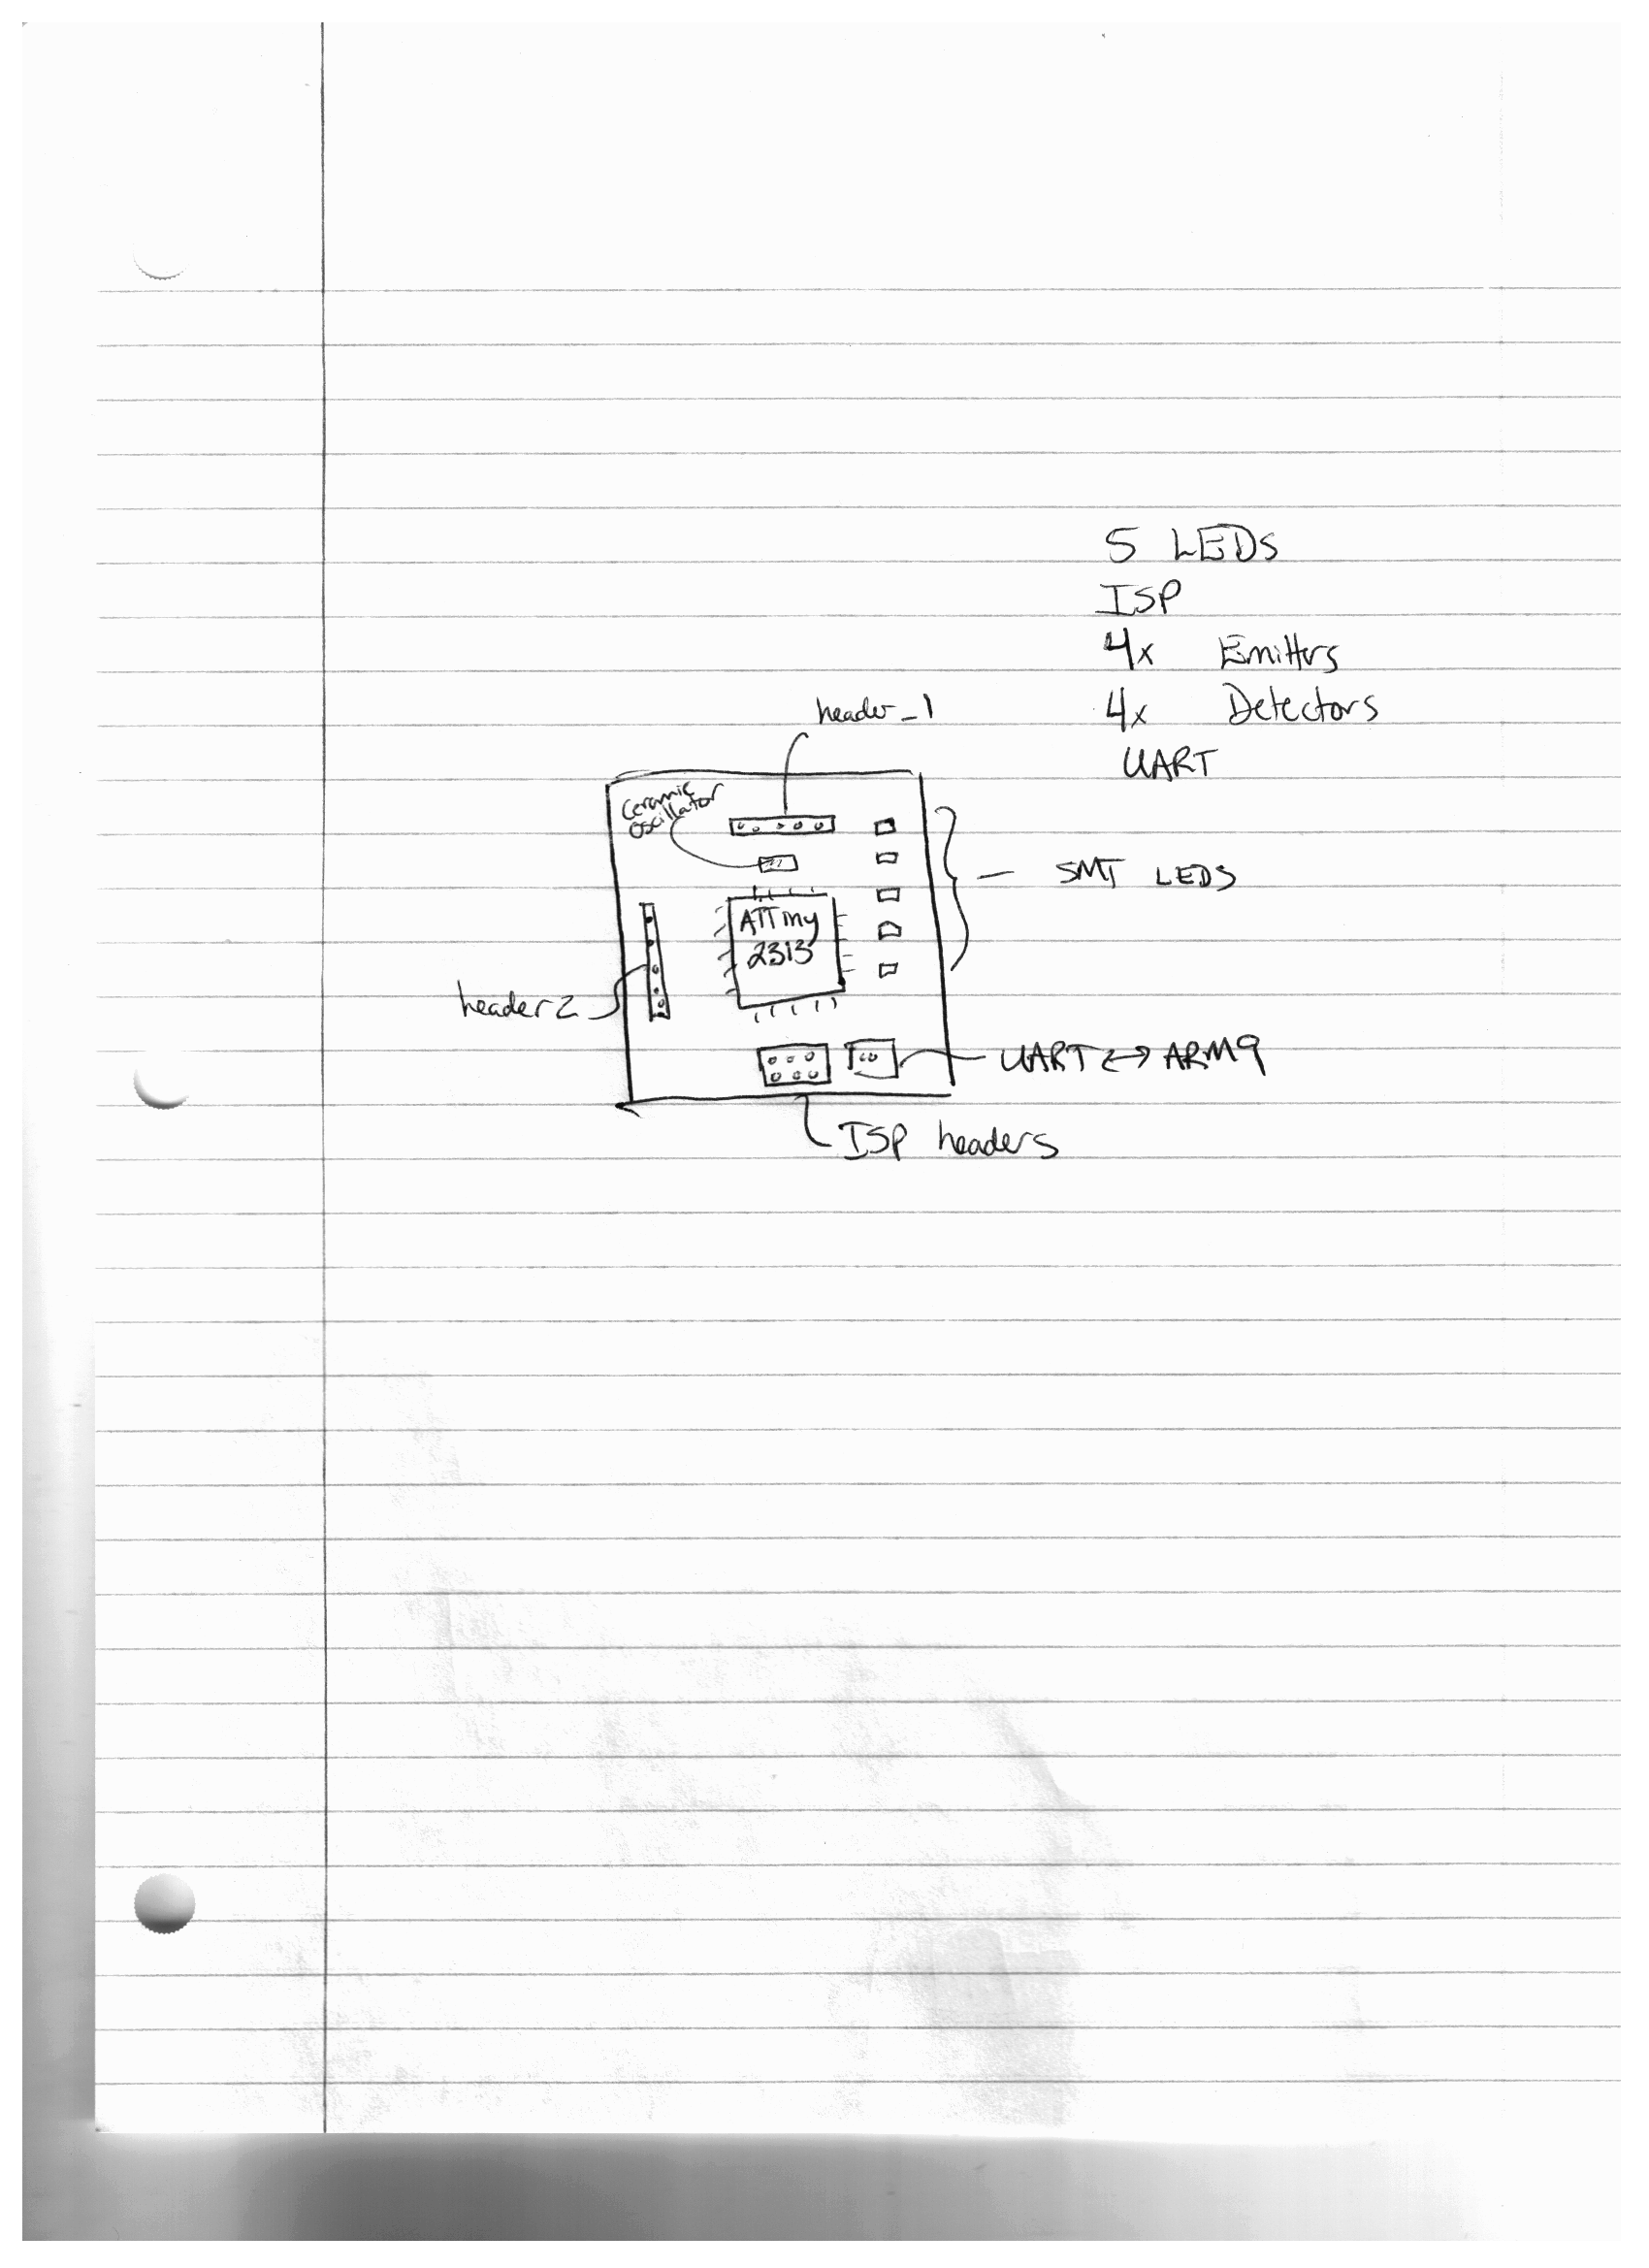 5 LEDs
ISP
4x Emitters
4x Detectors
UART
header_1
Ceramic
Oscillator
SMT LEDS
ATTiny
2313
header2
UART <-> ARM9
ISP headers